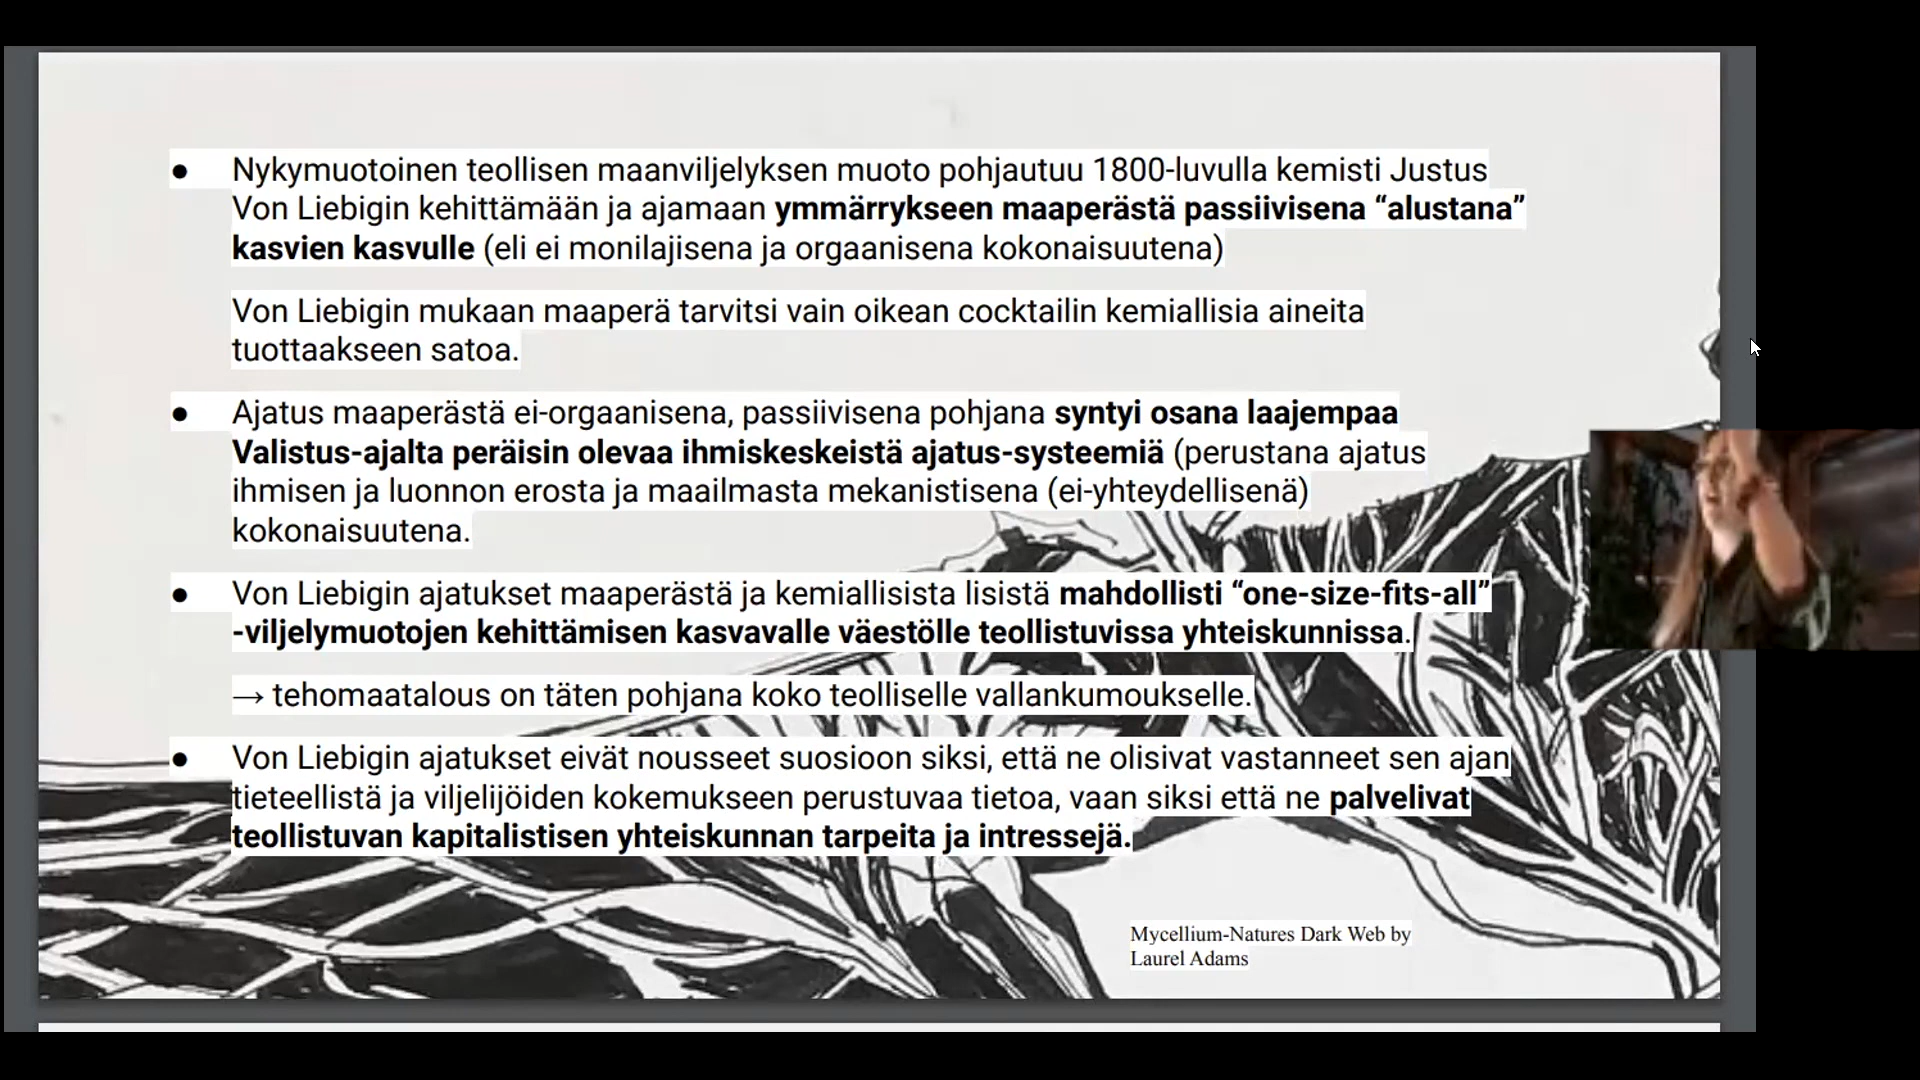 ● Nykymuotoinen teollisen maanviljelyksen muoto pohjautuu 1800-luvulla kemisti Justus
Von Liebigin kehittämään ja ajamaan ymmärrykseen maaperästä passiivisena “alustana”
kasvien kasvulle (eli ei monilajisena ja orgaanisena kokonaisuutena)
Von Liebigin mukaan maaperä tarvitsi vain oikean cocktailin kemiallisia aineita
tuottaakseen satoa.
● Ajatus maaperästä ei-orgaanisena, passiivisena pohjana syntyi osana laajempaa
Valistus-ajalta peräisin olevaa ihmiskeskeistä ajatus-systeemiä (perustana ajatus
ihmisen ja luonnon erosta ja maailmasta mekanistisena (ei-yhteydellisenä)
kokonaisuutena.
● Von Liebigin ajatukset maaperästä ja kemiallisista lisistä mahdollisti “one-size-fits-all”
-viljelymuotojen kehittämisen kasvavalle väestölle teollistuvissa yhteiskunnissa.
→ tehomaatalous on täten pohjana koko teolliselle vallankumoukselle.
● Von Liebigin ajatukset eivät nousseet suosioon siksi, että ne olisivat vastanneet sen ajan
tieteellistä ja viljelijöiden kokemukseen perustuvaa tietoa, vaan siksi että ne palvelivat
teollistuvan kapitalistisen yhteiskunnan tarpeita ja intressejä.
Mycellium-Natures Dark Web by
Laurel Adams